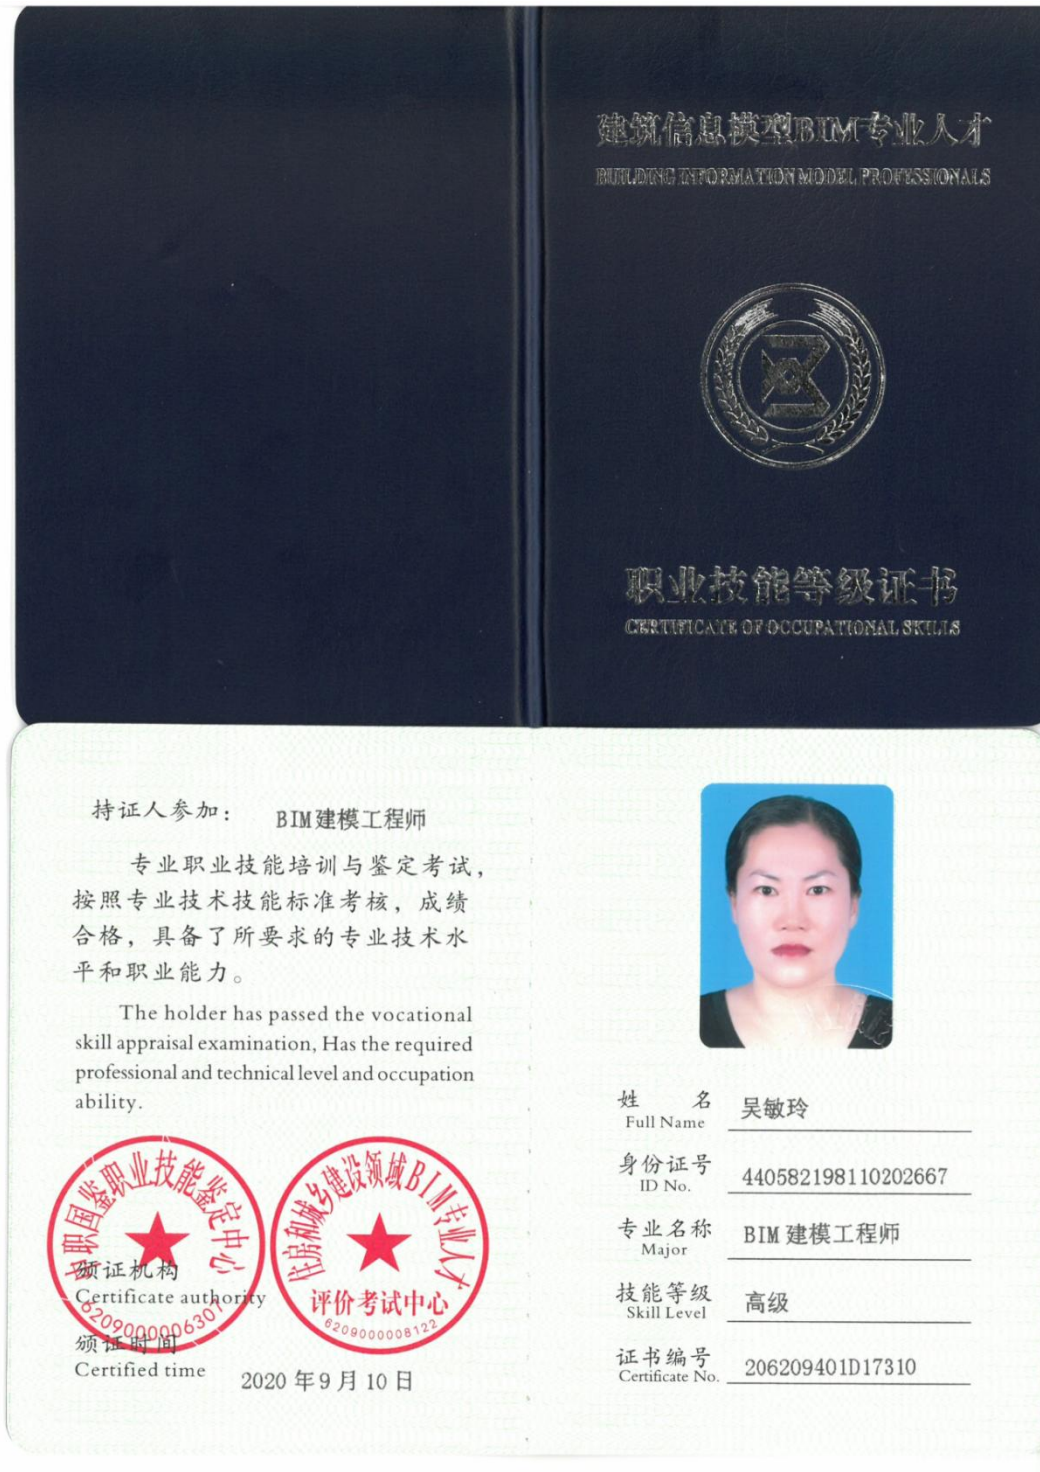 建筑信息模型BIM专业人才
BUILDING INFORMATION MODEL PROFESSIONALS
职业技能等级证书
CERTIFICATE OF OCCUPATIONAL SKILLS
持证人参加： BIM建模工程师
专业职业技能培训与鉴定考试，
按照专业技术技能标准考核，成绩
合格，具备了所要求的专业技术水
平和职业能力。
The holder has passed the vocational
skill appraisal examination, Has the required
professional and technical level and occupation
ability.
中职国鉴职业技能鉴定中心
6209000006307
住房和城乡建设领域BIM专业人才
评价考试中心
6209000008122
颁证机构
Certificate authority
颁证时间
Certified time 2020 年 9 月 10 日
姓 名 吴敏玲
Full Name
身份证号 440582198110202667
ID No.
专业名称 BIM 建模工程师
Major
技能等级 高级
Skill Level
证书编号 206209401D17310
Certificate No.